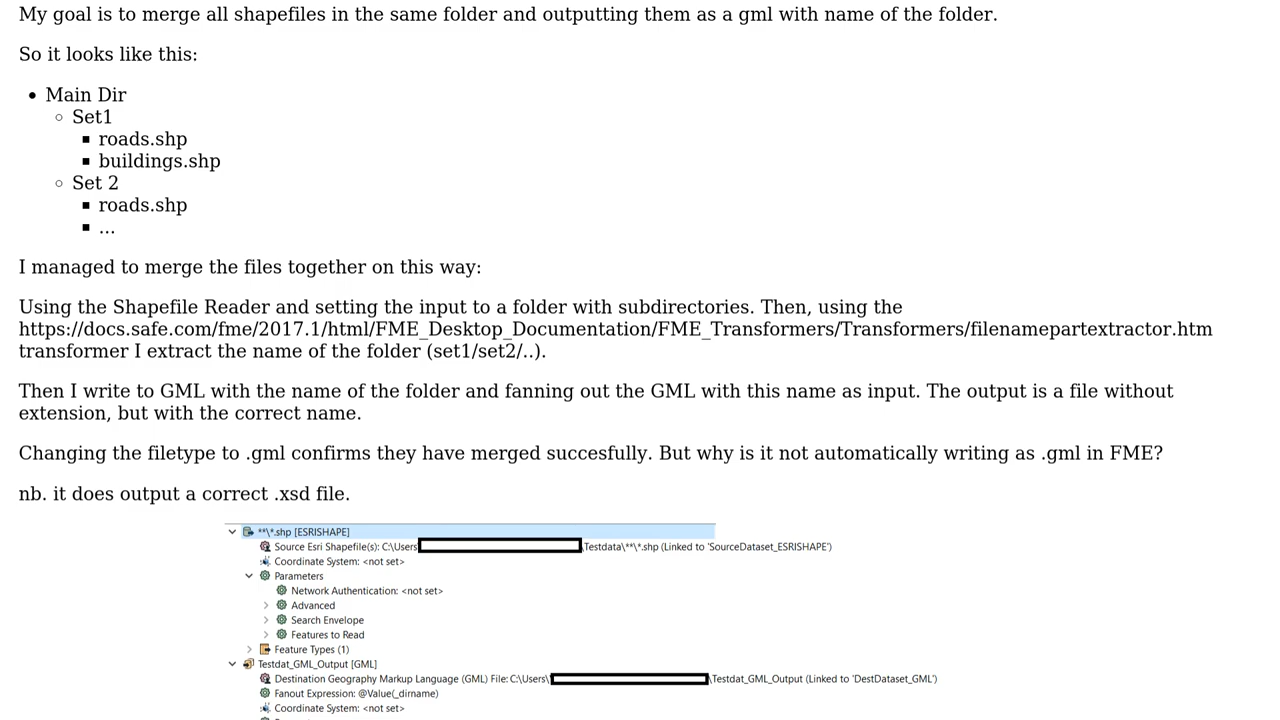 My goal is to merge all shapefiles in the same folder and outputting them as a gml with name of the folder.
So it looks like this:
Main Dir
Set1
roads.shp
buildings.shp
Set 2
roads.shp
...
I managed to merge the files together on this way:
Using the Shapefile Reader and setting the input to a folder with subdirectories. Then, using the
https://docs.safe.com/fme/2017.1/html/FME_Desktop_Documentation/FME_Transformers/Transformers/filenamepartextractor.htm
transformer I extract the name of the folder (set1/set2/..).
Then I write to GML with the name of the folder and fanning out the GML with this name as input. The output is a file without
extension, but with the correct name.
Changing the filetype to .gml confirms they have merged succesfully. But why is it not automatically writing as .gml in FME?
nb. it does output a correct .xsd file.
**\*.shp [ESRISHAPE]
Source Esri Shapefile(s): C:\Users \Testdata\**\*.shp (Linked to 'SourceDataset_ESRISHAPE')
Coordinate System: <not set>
Parameters
Network Authentication: <not set>
Advanced
Search Envelope
Features to Read
Feature Types (1)
Testdat_GML_Output [GML]
Destination Geography Markup Language (GML) File: C:\Users\ \Testdat_GML_Output (Linked to 'DestDataset_GML')
Fanout Expression: @Value(_dirname)
Coordinate System: <not set>